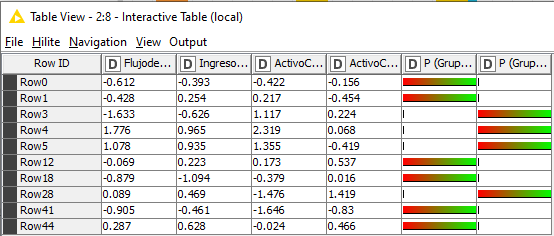 Table View - 2:8 - Interactive Table (local)
File Hilite Navigation View Output
Row ID D Flujode... D Ingreso... D ActivoC... D ActivoC... D P (Grup... D P (Grup...
Row0 -0.612 -0.393 -0.422 -0.156
Row1 -0.428 0.254 0.217 -0.454
Row3 -1.633 -0.626 1.117 0.224
Row4 1.776 0.965 2.319 0.068
Row5 1.078 0.935 1.355 -0.419
Row12 -0.069 0.223 0.173 0.537
Row18 -0.879 -1.094 -0.379 0.016
Row28 0.089 0.469 -1.476 1.419
Row41 -0.905 -0.461 -1.646 -0.83
Row44 0.287 0.628 -0.024 0.466